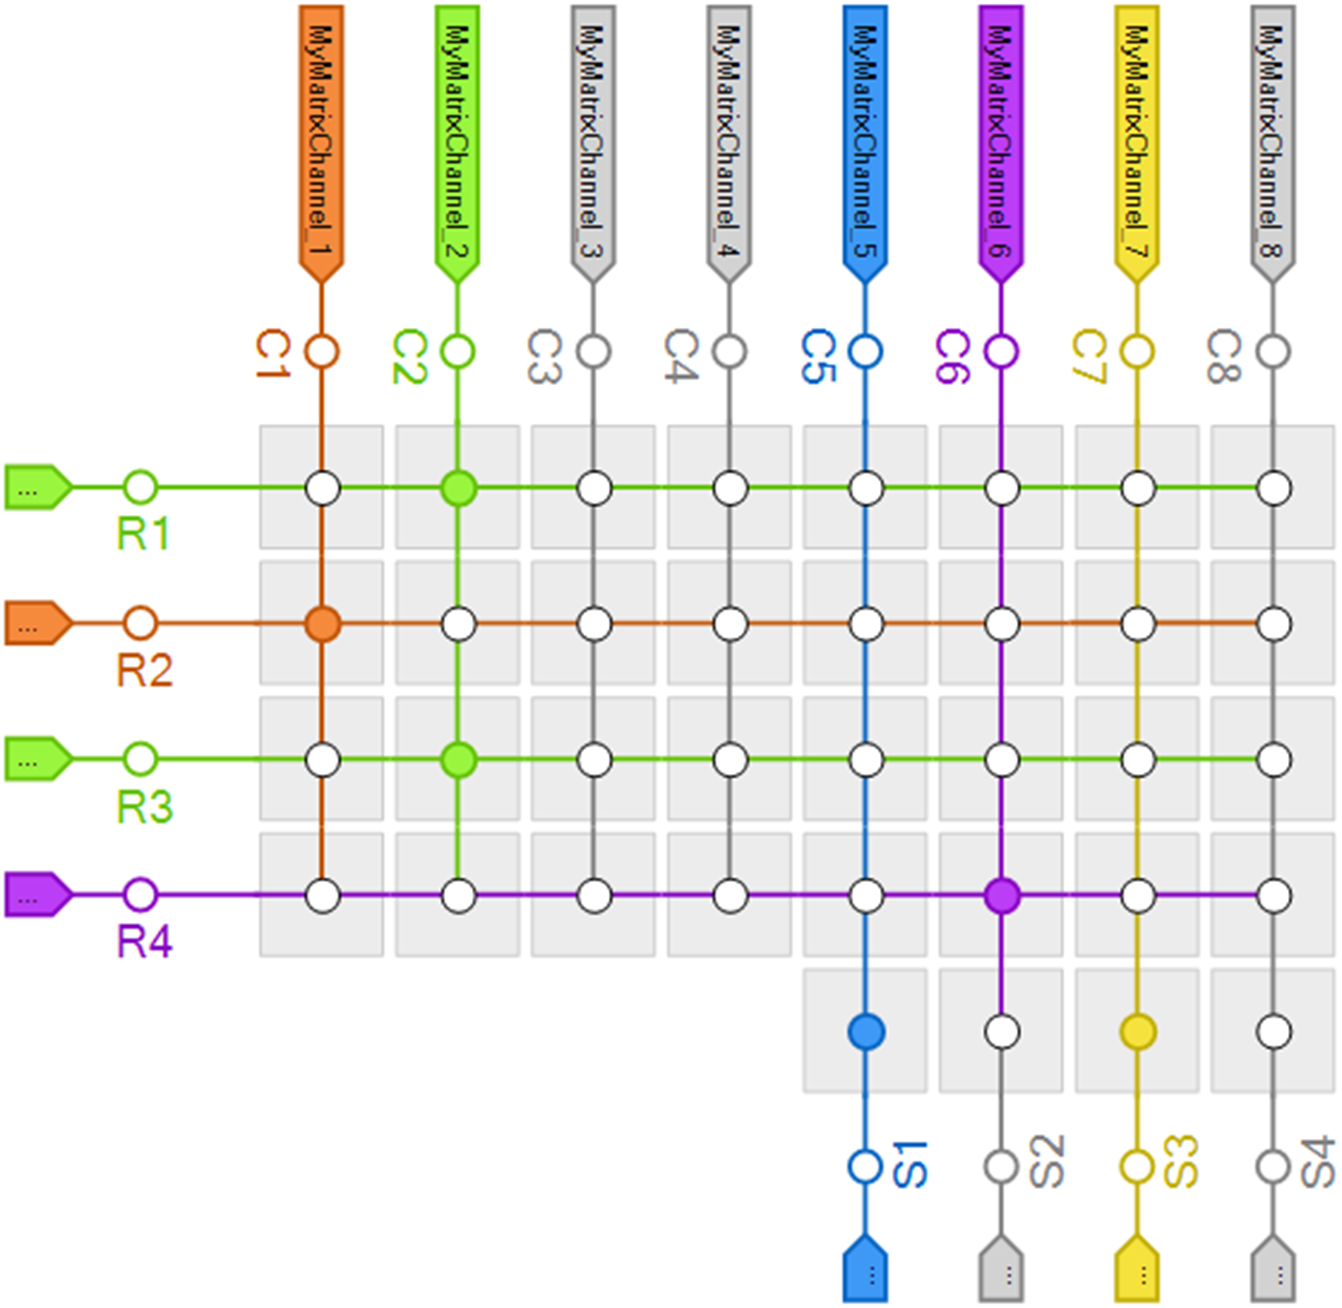 MyMatrixChannel_1
MyMatrixChannel_2
MyMatrixChannel_3
MyMatrixChannel_4
MyMatrixChannel_5
MyMatrixChannel_6
MyMatrixChannel_7
MyMatrixChannel_8
C1
C2
C3
C4
C5
C6
C7
C8
...
R1
...
R2
...
R3
...
R4
S1
S2
S3
S4
...
...
...
...